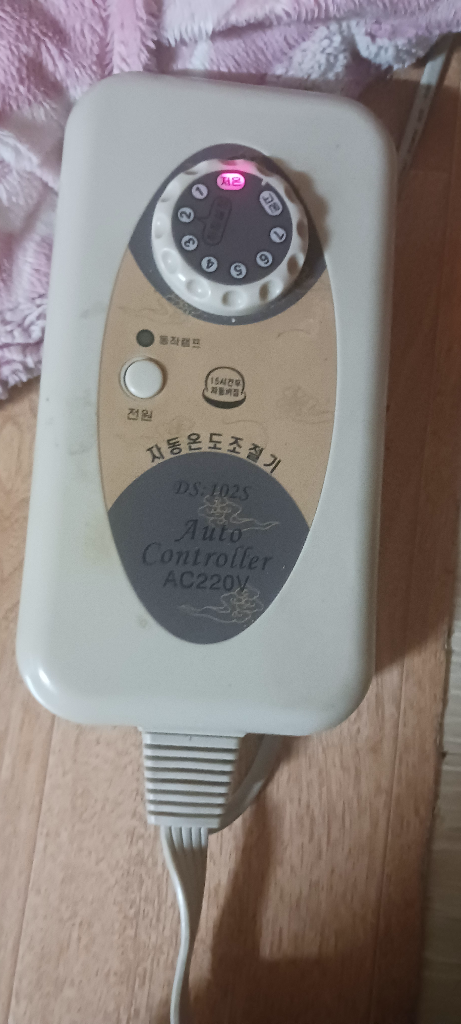 저온
고온
1
2
3
4
5
6
7
동작램프
15시간후
자동꺼짐
전원
자동온도조절기
DS-102S
Auto
Controller
AC220V